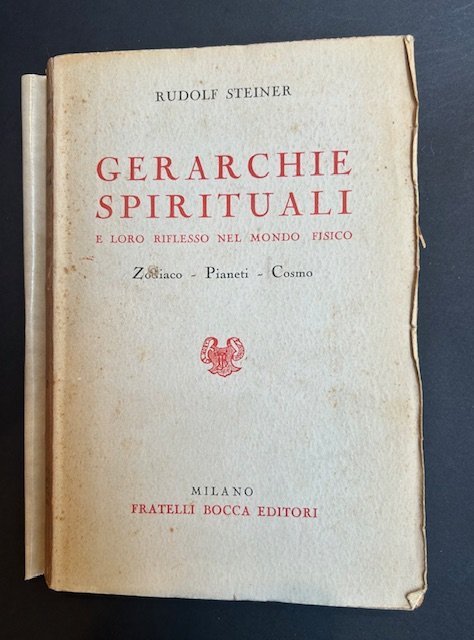 RUDOLF STEINER
GERARCHIE
SPIRITUALI
E LORO RIFLESSO NEL MONDO FISICO
Zodiaco - Pianeti - Cosmo
MILANO
FRATELLI BOCCA EDITORI